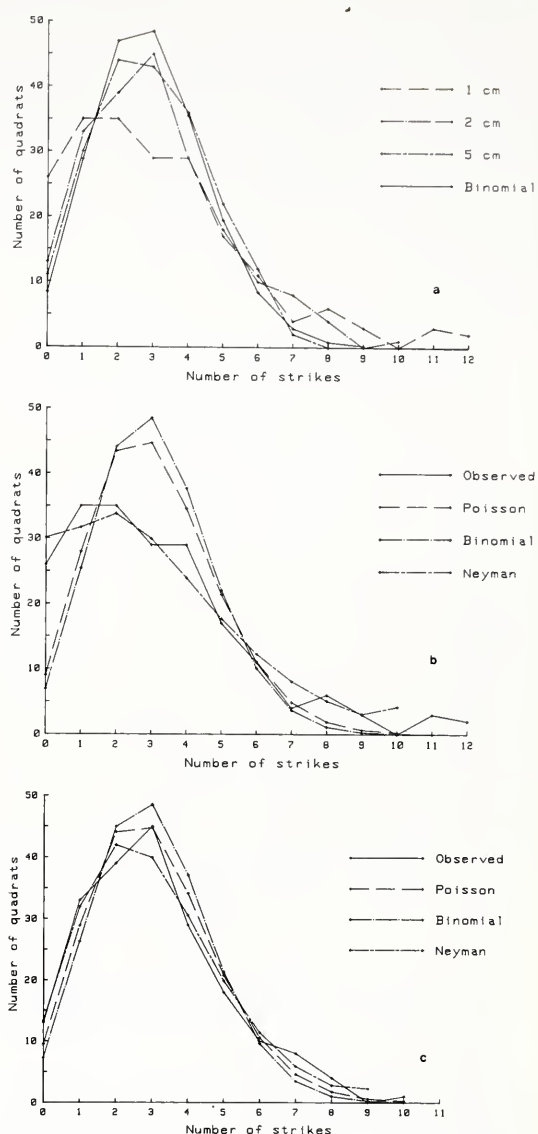 50
40
30
20
10
0
Number of quadrats
1 cm
2 cm
5 cm
Binomial
a
0 1 2 3 4 5 6 7 8 9 10 11 12
Number of strikes
50
40
30
20
10
0
Number of quadrats
Observed
Poisson
Binomial
Neyman
b
0 1 2 3 4 5 6 7 8 9 10 11 12
Number of strikes
50
40
30
20
10
0
Number of quadrats
Observed
Poisson
Binomial
Neyman
c
0 1 2 3 4 5 6 7 8 9 10 11
Number of strikes